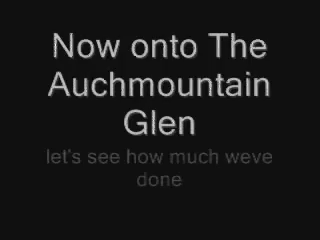 Now onto The
Auchmountain
Glen
let's see how much weve
done